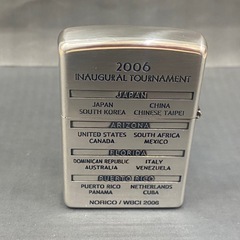 2006
INAUGURAL TOURNAMENT
JAPAN
JAPAN CHINA
SOUTH KOREA CHINESE TAIPEI
ARIZONA
UNITED STATES SOUTH AFRICA
CANADA MEXICO
FLORIDA
DOMINICAN REPUBLIC ITALY
AUSTRALIA VENEZUELA
PUERTO RICO
PUERTO RICO NETHERLANDS
PANAMA CUBA
NORICO / WBCI 2006